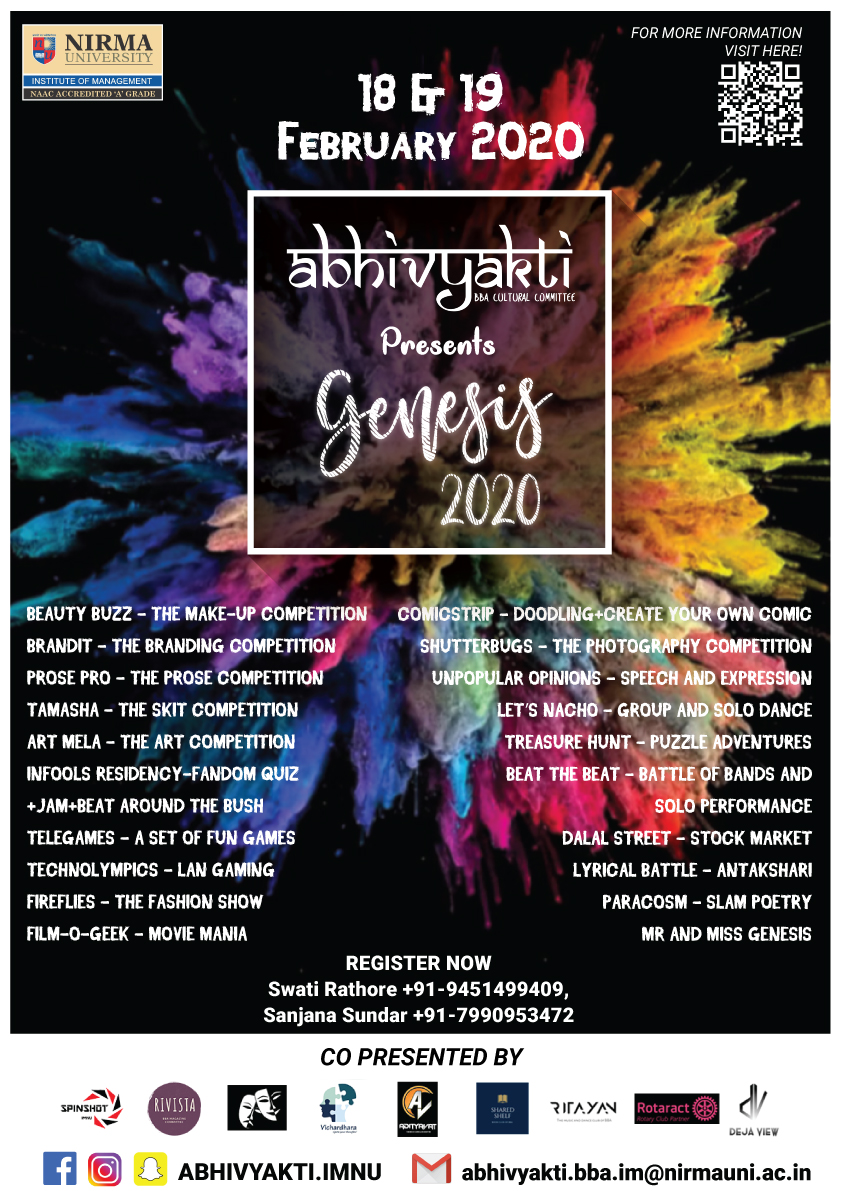 NIRMA
UNIVERSITY
INSTITUTE OF MANAGEMENT
NAAC ACCREDITED 'A' GRADE
FOR MORE INFORMATION
VISIT HERE!
18 & 19
FEBRUARY 2020
abhivyakti
BBA CULTURAL COMMITTEE
Presents
Genesis
2020
BEAUTY BUZZ – THE MAKE-UP COMPETITION
BRANDIT – THE BRANDING COMPETITION
PROSE PRO – THE PROSE COMPETITION
TAMASHA – THE SKIT COMPETITION
ART MELA – THE ART COMPETITION
INFOOLS RESIDENCY–FANDOM QUIZ
+JAM+BEAT AROUND THE BUSH
TELEGAMES – A SET OF FUN GAMES
TECHNOLYMPICS – LAN GAMING
FIREFLIES – THE FASHION SHOW
FILM-O-GEEK – MOVIE MANIA
COMICSTRIP – DOODLING+CREATE YOUR OWN COMIC
SHUTTERBUGS – THE PHOTOGRAPHY COMPETITION
UNPOPULAR OPINIONS – SPEECH AND EXPRESSION
LET'S NACHO – GROUP AND SOLO DANCE
TREASURE HUNT – PUZZLE ADVENTURES
BEAT THE BEAT – BATTLE OF BANDS AND
SOLO PERFORMANCE
DALAL STREET – STOCK MARKET
LYRICAL BATTLE – ANTAKSHARI
PARACOSM – SLAM POETRY
MR AND MISS GENESIS
REGISTER NOW
Swati Rathore +91-9451499409,
Sanjana Sundar +91-7990953472
CO PRESENTED BY
SPINSHOT
RIVISTA
Vichardhara
ADITYAYAT
SHARED
SHELF
RITAYAN
Rotaract
Rotary Club Partner
DEJA VIEW
ABHIVYAKTI.IMNU
abhivyakti.bba.im@nirmauni.ac.in